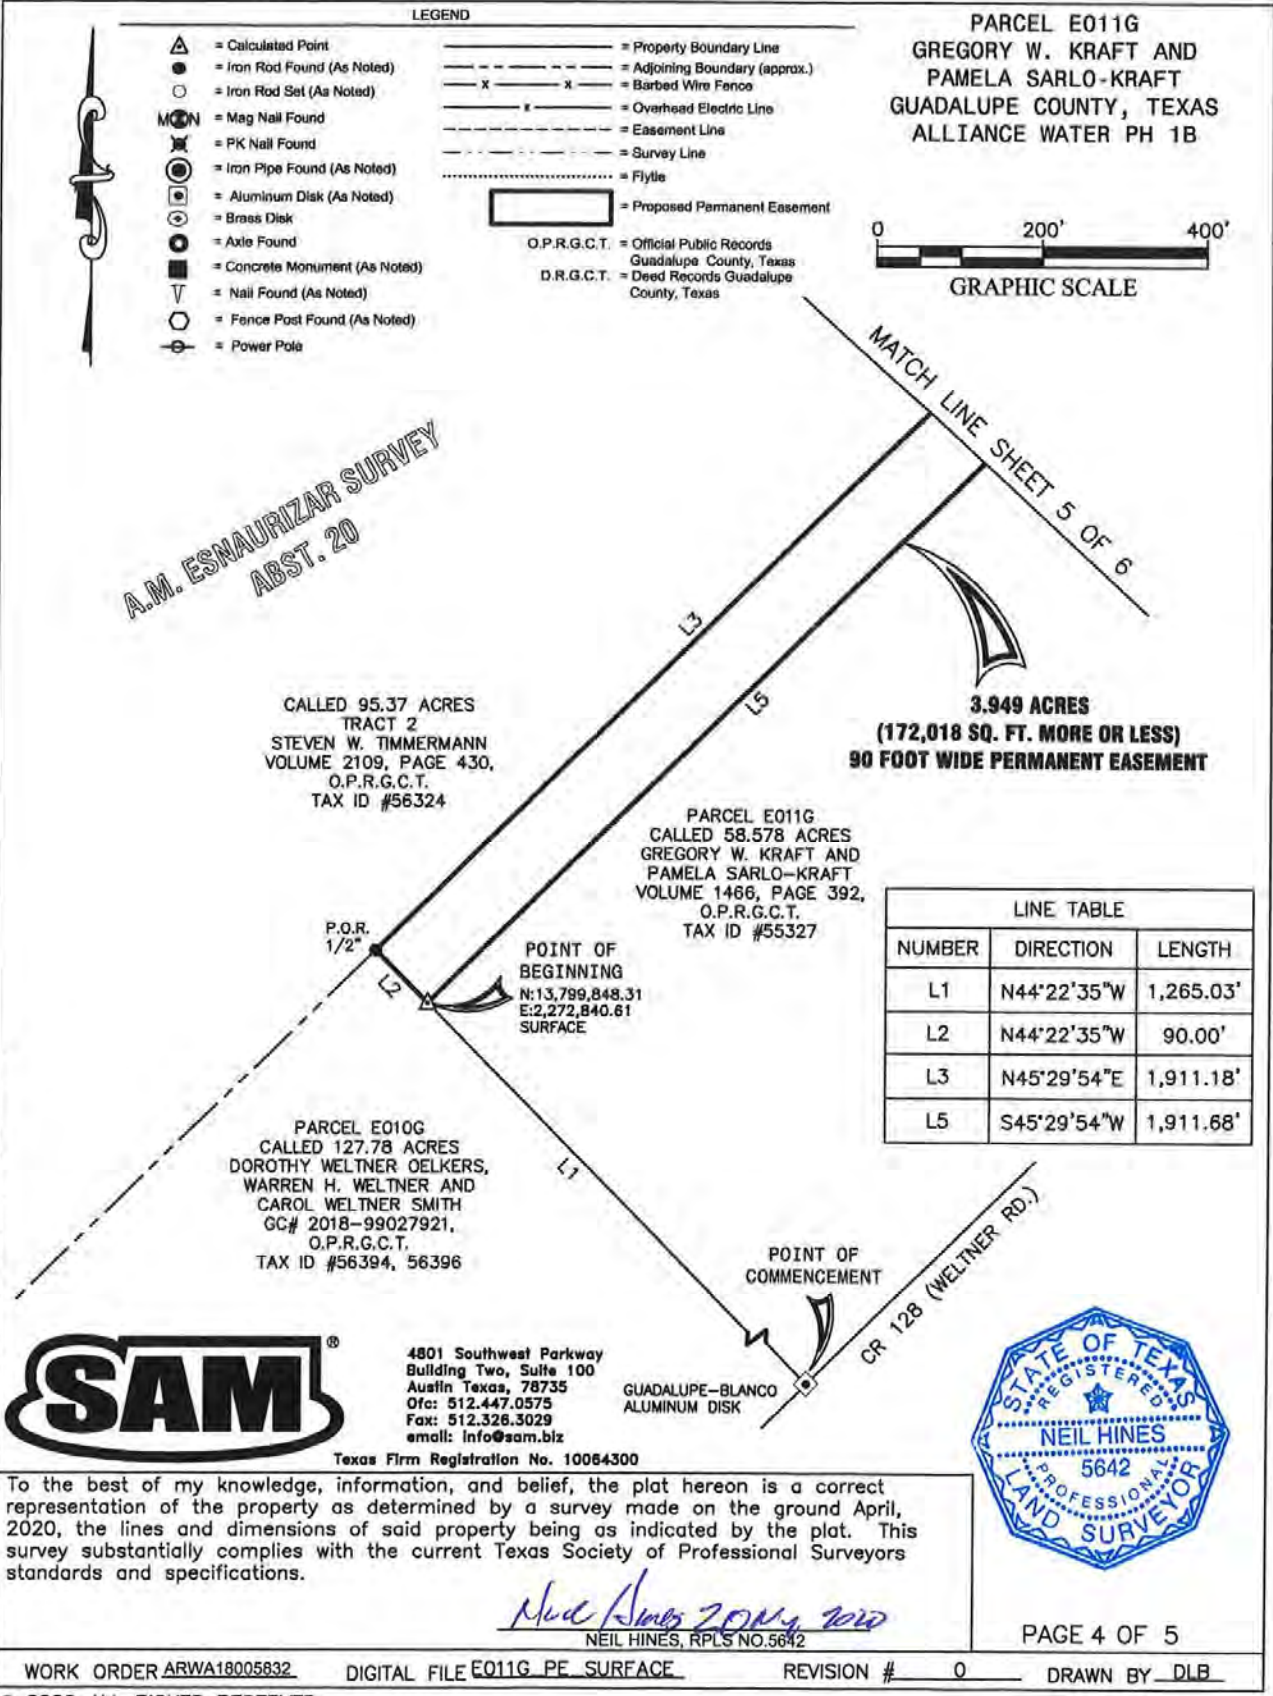 LEGEND
= Calculated Point
= Iron Rod Found (As Noted)
= Iron Rod Set (As Noted)
= Mag Nail Found
= PK Nail Found
= Iron Pipe Found (As Noted)
= Aluminum Disk (As Noted)
= Brass Disk
= Axle Found
= Concrete Monument (As Noted)
= Nail Found (As Noted)
= Fence Post Found (As Noted)
= Power Pole
= Property Boundary Line
= Adjoining Boundary (approx.)
x x = Barbed Wire Fence
x = Overhead Electric Line
= Easement Line
= Survey Line
= Flytie
= Proposed Permanent Easement
O.P.R.G.C.T. = Official Public Records
Guadalupe County, Texas
D.R.G.C.T. = Deed Records Guadalupe
County, Texas
PARCEL E011G
GREGORY W. KRAFT AND
PAMELA SARLO-KRAFT
GUADALUPE COUNTY, TEXAS
ALLIANCE WATER PH 1B
0 200' 400'
GRAPHIC SCALE
MATCH LINE SHEET 5 OF 6
A.M. ESNAURIZAR SURVEY
ABST. 20
L3
L5
3.949 ACRES
(172,018 SQ. FT. MORE OR LESS)
90 FOOT WIDE PERMANENT EASEMENT
CALLED 95.37 ACRES
TRACT 2
STEVEN W. TIMMERMANN
VOLUME 2109, PAGE 430,
O.P.R.G.C.T.
TAX ID #56324
PARCEL E011G
CALLED 58.578 ACRES
GREGORY W. KRAFT AND
PAMELA SARLO-KRAFT
VOLUME 1466, PAGE 392,
O.P.R.G.C.T.
TAX ID #55327
P.O.R.
1/2"
L2
POINT OF
BEGINNING
N:13,799,848.31
E:2,272,840.61
SURFACE
LINE TABLE
NUMBER DIRECTION LENGTH
L1 N44°22'35"W 1,265.03'
L2 N44°22'35"W 90.00'
L3 N45°29'54"E 1,911.18'
L5 S45°29'54"W 1,911.68'
PARCEL E010G
CALLED 127.78 ACRES
DOROTHY WELTNER OELKERS,
WARREN H. WELTNER AND
CAROL WELTNER SMITH
GC# 2018-99027921,
O.P.R.G.C.T.
TAX ID #56394, 56396
L1
POINT OF
COMMENCEMENT
CR 128 (WELTNER RD.)
GUADALUPE-BLANCO
ALUMINUM DISK
SAM®
4801 Southwest Parkway
Building Two, Suite 100
Austin Texas, 78735
Ofc: 512.447.0575
Fax: 512.326.3029
email: info@sam.biz
Texas Firm Registration No. 10064300
STATE OF TEXAS
REGISTERED
NEIL HINES
5642
PROFESSIONAL
LAND SURVEYOR
To the best of my knowledge, information, and belief, the plat hereon is a correct
representation of the property as determined by a survey made on the ground April,
2020, the lines and dimensions of said property being as indicated by the plat. This
survey substantially complies with the current Texas Society of Professional Surveyors
standards and specifications.
Neil Hines 20 2020
NEIL HINES, RPLS NO.5642
PAGE 4 OF 5
WORK ORDER ARWA18005832 DIGITAL FILE E011G_PE_SURFACE REVISION # 0 DRAWN BY DLB